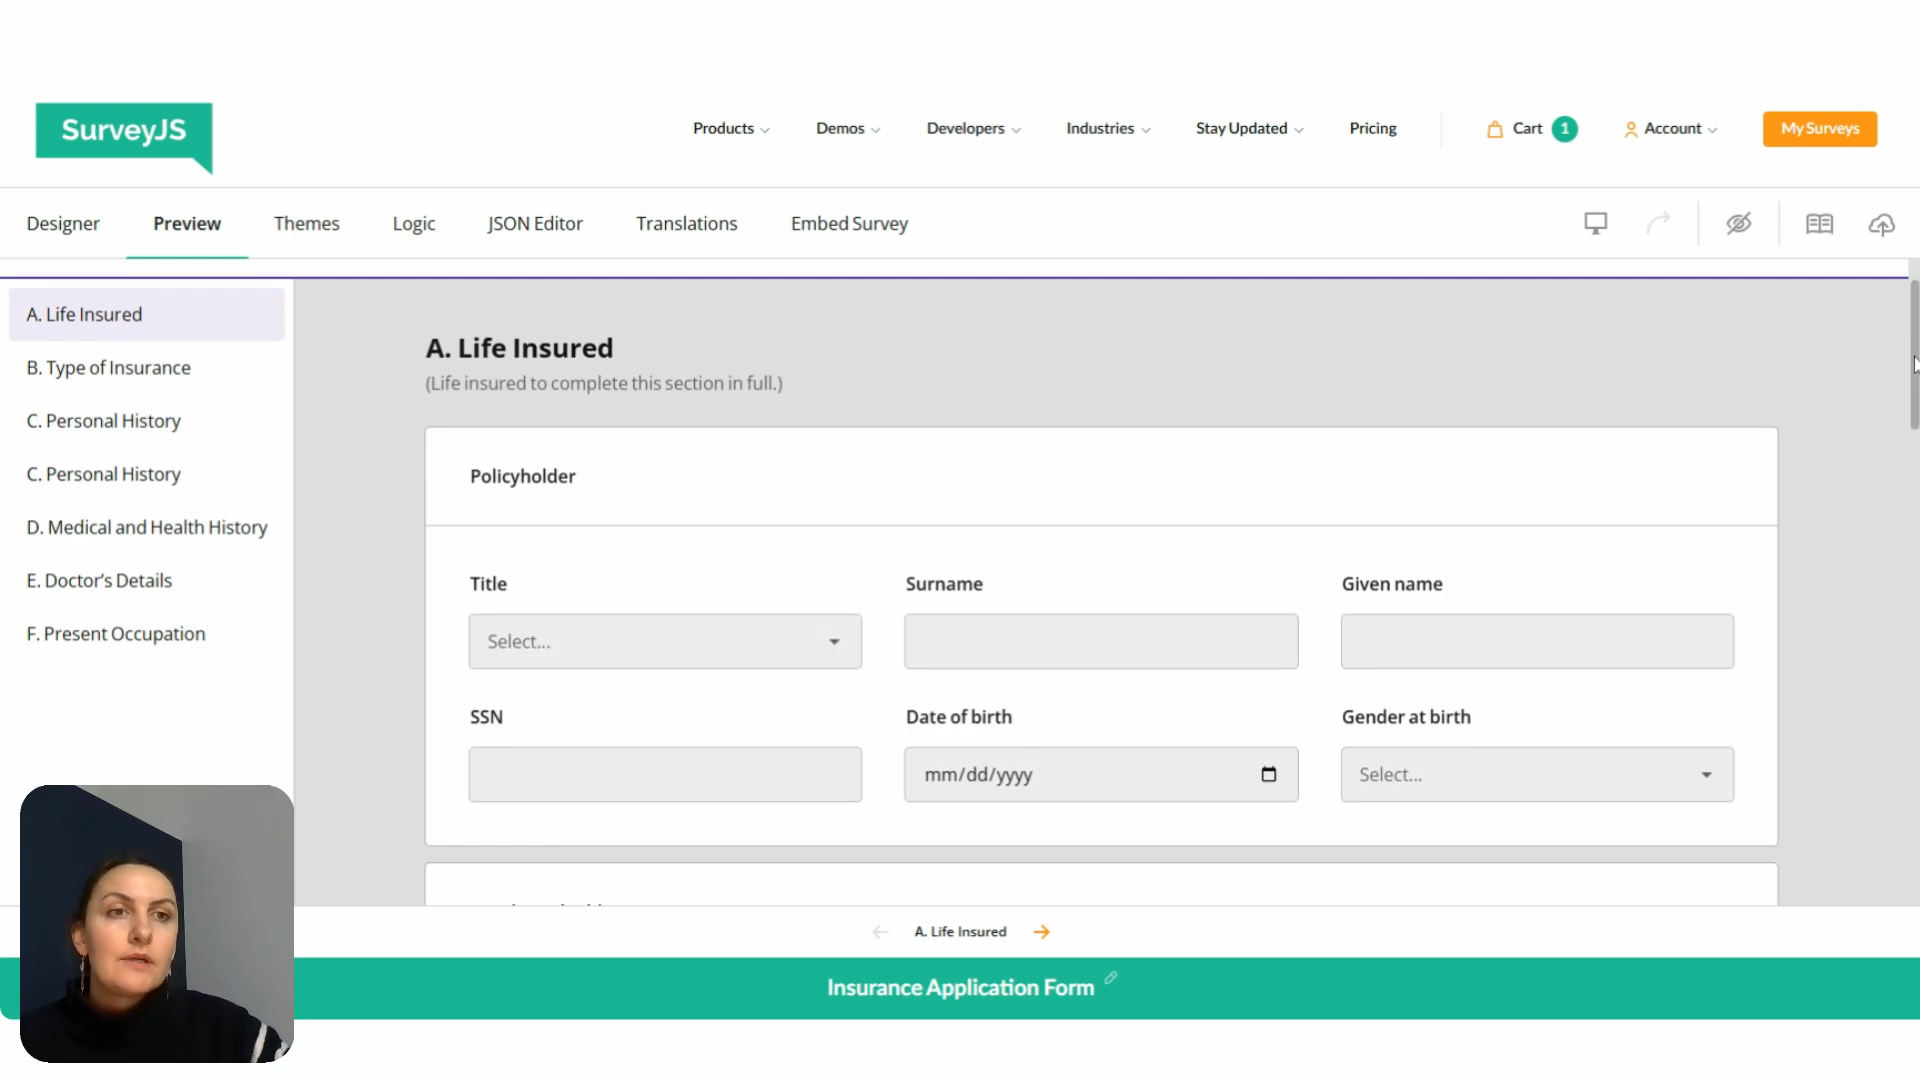 SurveyJS
Products
Demos
Developers
Industries
Stay Updated
Pricing
Cart 1
Account
My Surveys
Designer
Preview
Themes
Logic
JSON Editor
Translations
Embed Survey
A. Life Insured
B. Type of Insurance
C. Personal History
C. Personal History
D. Medical and Health History
E. Doctor's Details
F. Present Occupation
A. Life Insured
(Life insured to complete this section in full.)
Policyholder
Title
Surname
Given name
Select...
SSN
Date of birth
Gender at birth
mm/dd/yyyy
Select...
A. Life Insured
Insurance Application Form